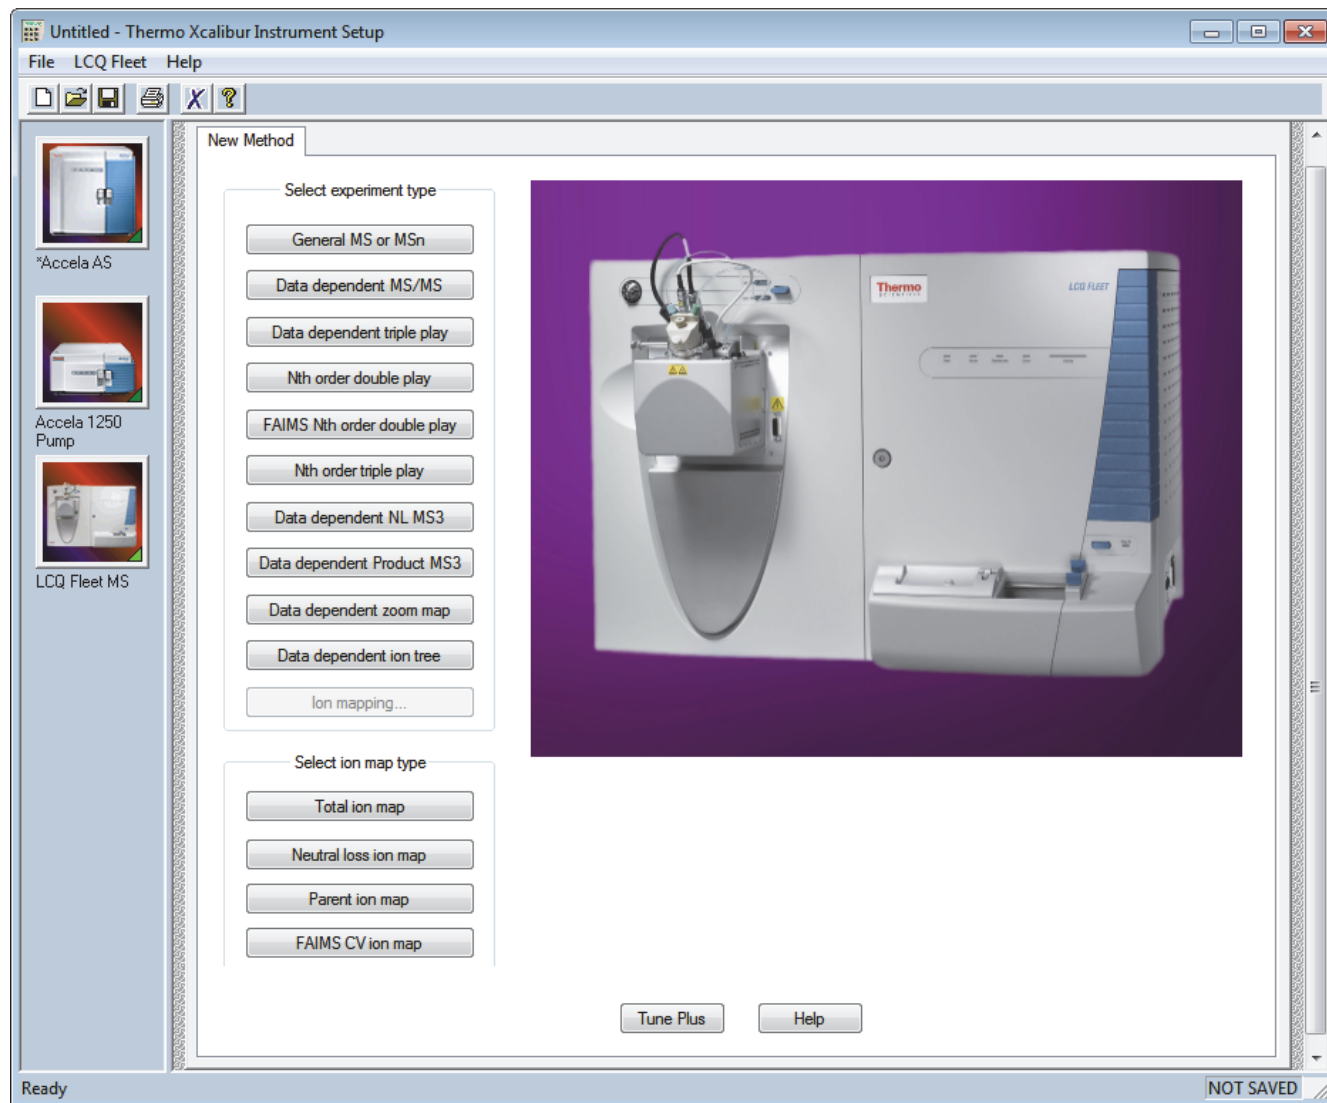 Untitled - Thermo Xcalibur Instrument Setup
File LCQ Fleet Help
New Method
*Accela AS
Accela 1250
Pump
LCQ Fleet MS
Select experiment type
General MS or MSn
Data dependent MS/MS
Data dependent triple play
Nth order double play
FAIMS Nth order double play
Nth order triple play
Data dependent NL MS3
Data dependent Product MS3
Data dependent zoom map
Data dependent ion tree
Ion mapping...
Select ion map type
Total ion map
Neutral loss ion map
Parent ion map
FAIMS CV ion map
Thermo
SCIENTIFIC
LCQ FLEET
Tune Plus Help
Ready NOT SAVED